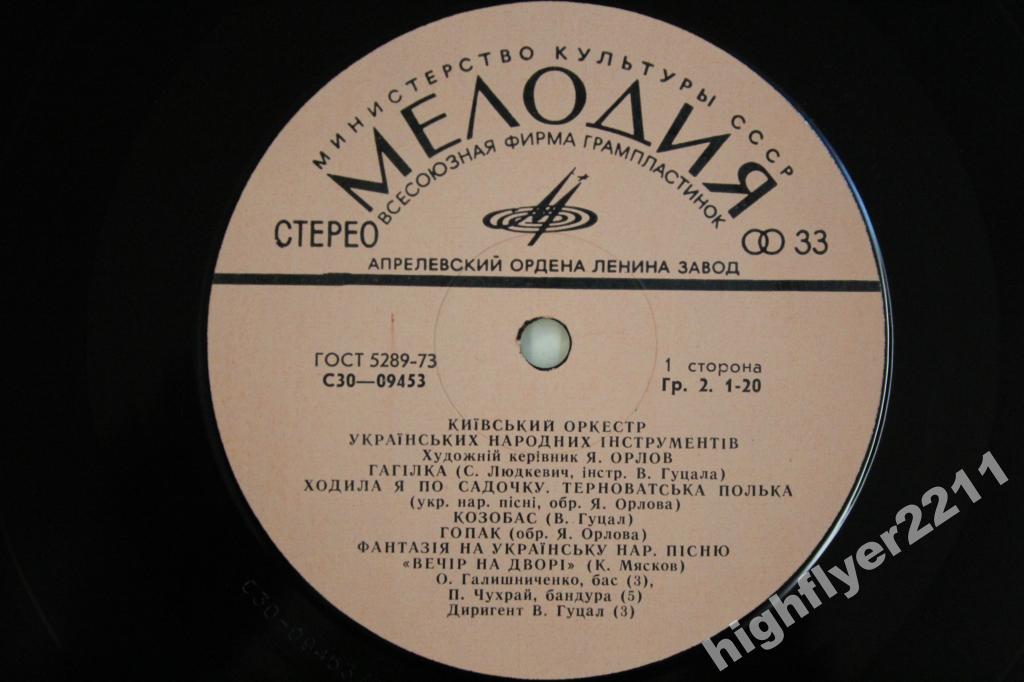 МИНИСТЕРСТВО КУЛЬТУРЫ СССР
МЕЛОДИЯ
ВСЕСОЮЗНАЯ ФИРМА ГРАМПЛАСТИНОК
СТЕРЕО
33
АПРЕЛЕВСКИЙ ОРДЕНА ЛЕНИНА ЗАВОД
ГОСТ 5289-73
С30—09453
1 сторона
Гр. 2. 1-20
КИЇВСЬКИЙ ОРКЕСТР
УКРАЇНСЬКИХ НАРОДНИХ ІНСТРУМЕНТІВ
Художній керівник Я. ОРЛОВ
ГАГІЛКА (С. Людкевич, інстр. В. Гуцала)
ХОДИЛА Я ПО САДОЧКУ. ТЕРНОВАТСЬКА ПОЛЬКА
(укр. нар. пісні, обр. Я. Орлова)
КОЗОБАС (В. Гуцал)
ГОПАК (обр. Я. Орлова)
ФАНТАЗІЯ НА УКРАЇНСЬКУ НАР. ПІСНЮ
«ВЕЧІР НА ДВОРІ» (К. Мясков)
О. Галишниченко, бас (3),
П. Чухрай, бандура (5)
Диригент В. Гуцал (3)
С30-09453
highflyer2211